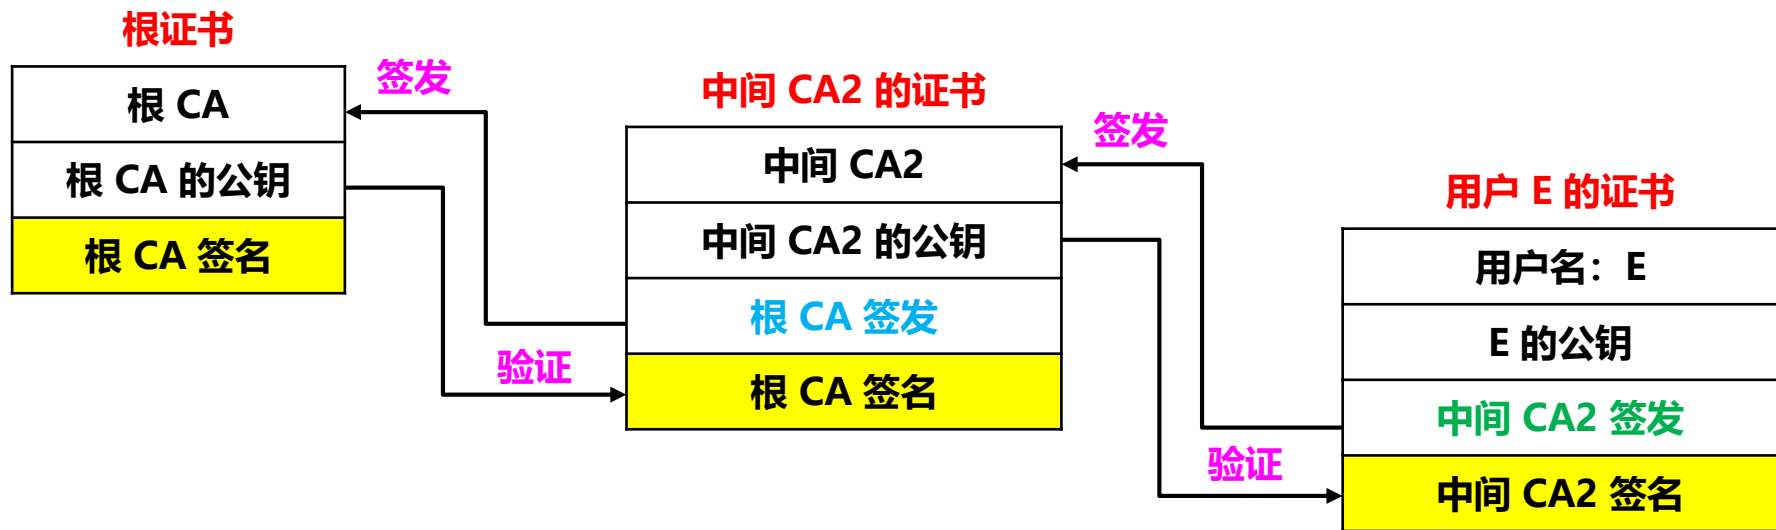 根证书
根 CA
根 CA 的公钥
根 CA 签名
签发
验证
中间 CA2 的证书
中间 CA2
中间 CA2 的公钥
根 CA 签发
根 CA 签名
签发
验证
用户 E 的证书
用户名：E
E 的公钥
中间 CA2 签发
中间 CA2 签名